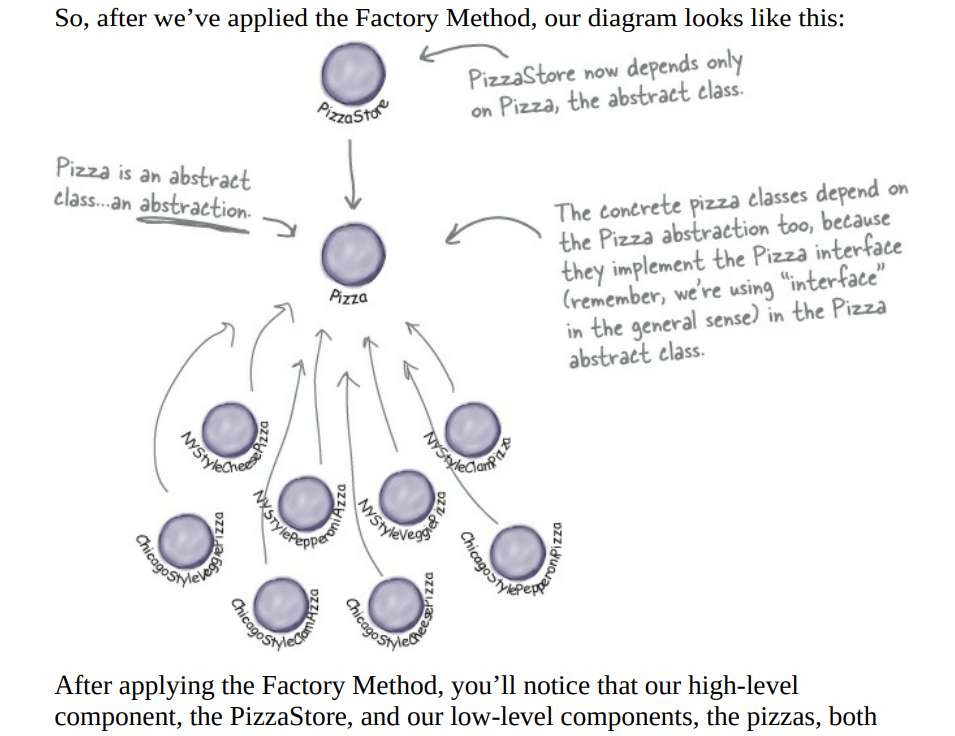 So, after we’ve applied the Factory Method, our diagram looks like this:
PizzaStore now depends only
on Pizza, the abstract class.
PizzaStore
Pizza is an abstract
class...an abstraction.
The concrete pizza classes depend on
the Pizza abstraction too, because
they implement the Pizza interface
(remember, we’re using “interface”
in the general sense) in the Pizza
abstract class.
Pizza
NYStyleCheesePizza
NYStyleClamPizza
NYStylePepperoniPizza
NYStyleVeggiePizza
ChicagoStyleVeggiePizza
ChicagoStylePepperoniPizza
ChicagoStyleClamPizza
ChicagoStyleCheesePizza
After applying the Factory Method, you’ll notice that our high-level
component, the PizzaStore, and our low-level components, the pizzas, both